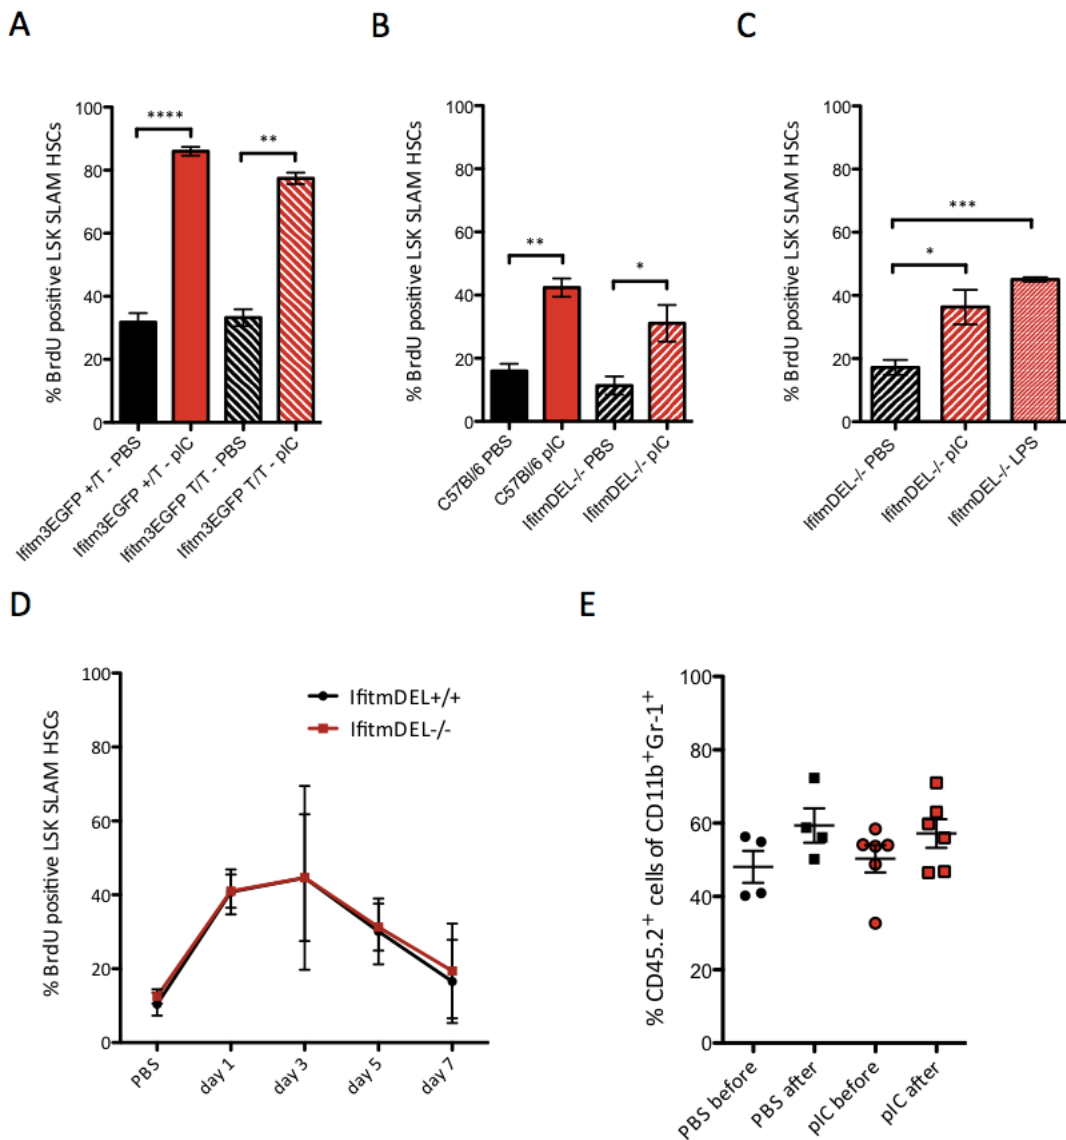 A
B
C
% BrdU positive LSK SLAM HSCs
100
80
60
40
20
0
****
**
Ifitm3EGFP +/T - PBS
Ifitm3EGFP +/T - pIC
Ifitm3EGFP T/T - PBS
Ifitm3EGFP T/T - pIC
% BrdU positive LSK SLAM HSCs
100
80
60
40
20
0
**
*
C57Bl/6 PBS
C57Bl/6 pIC
IfitmDEL-/- PBS
IfitmDEL-/- pIC
% BrdU positive LSK SLAM HSCs
100
80
60
40
20
0
***
*
IfitmDEL-/- PBS
IfitmDEL-/- pIC
IfitmDEL-/- LPS
D
E
% BrdU positive LSK SLAM HSCs
100
80
60
40
20
0
IfitmDEL+/+
IfitmDEL-/-
PBS
day 1
day 3
day 5
day 7
% CD45.2⁺ cells of CD11b⁺Gr-1⁺
100
80
60
40
20
0
PBS before
PBS after
pIC before
pIC after